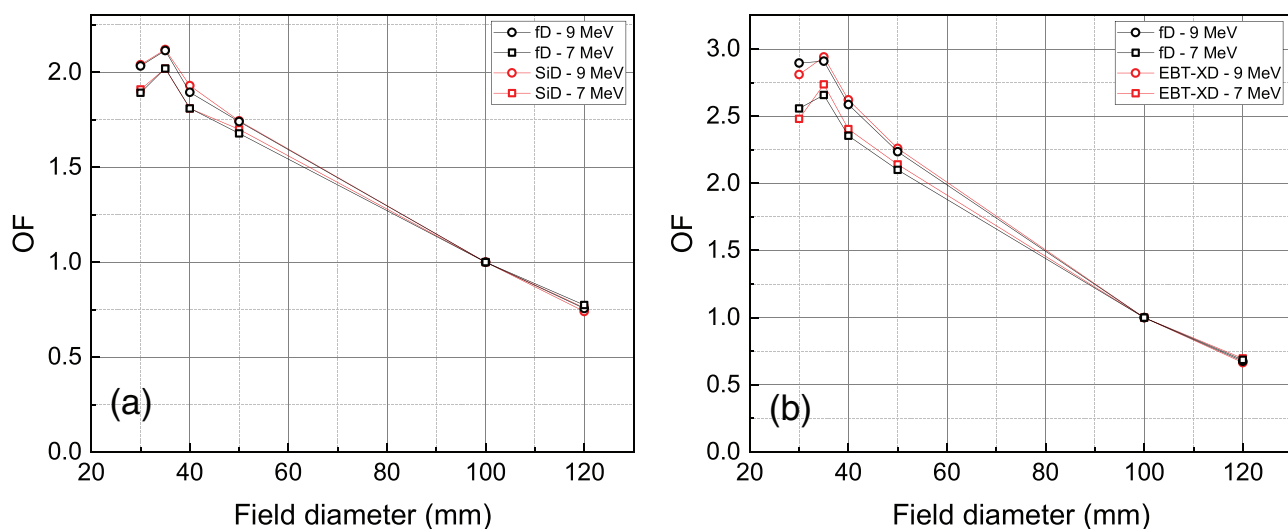 fD - 9 MeV
fD - 7 MeV
SiD - 9 MeV
SiD - 7 MeV
2.0
1.5
1.0
0.5
0.0
OF
(a)
20 40 60 80 100 120
Field diameter (mm)
fD - 9 MeV
fD - 7 MeV
EBT-XD - 9 MeV
EBT-XD - 7 MeV
3.0
2.5
2.0
1.5
1.0
0.5
0.0
OF
(b)
20 40 60 80 100 120
Field diameter (mm)